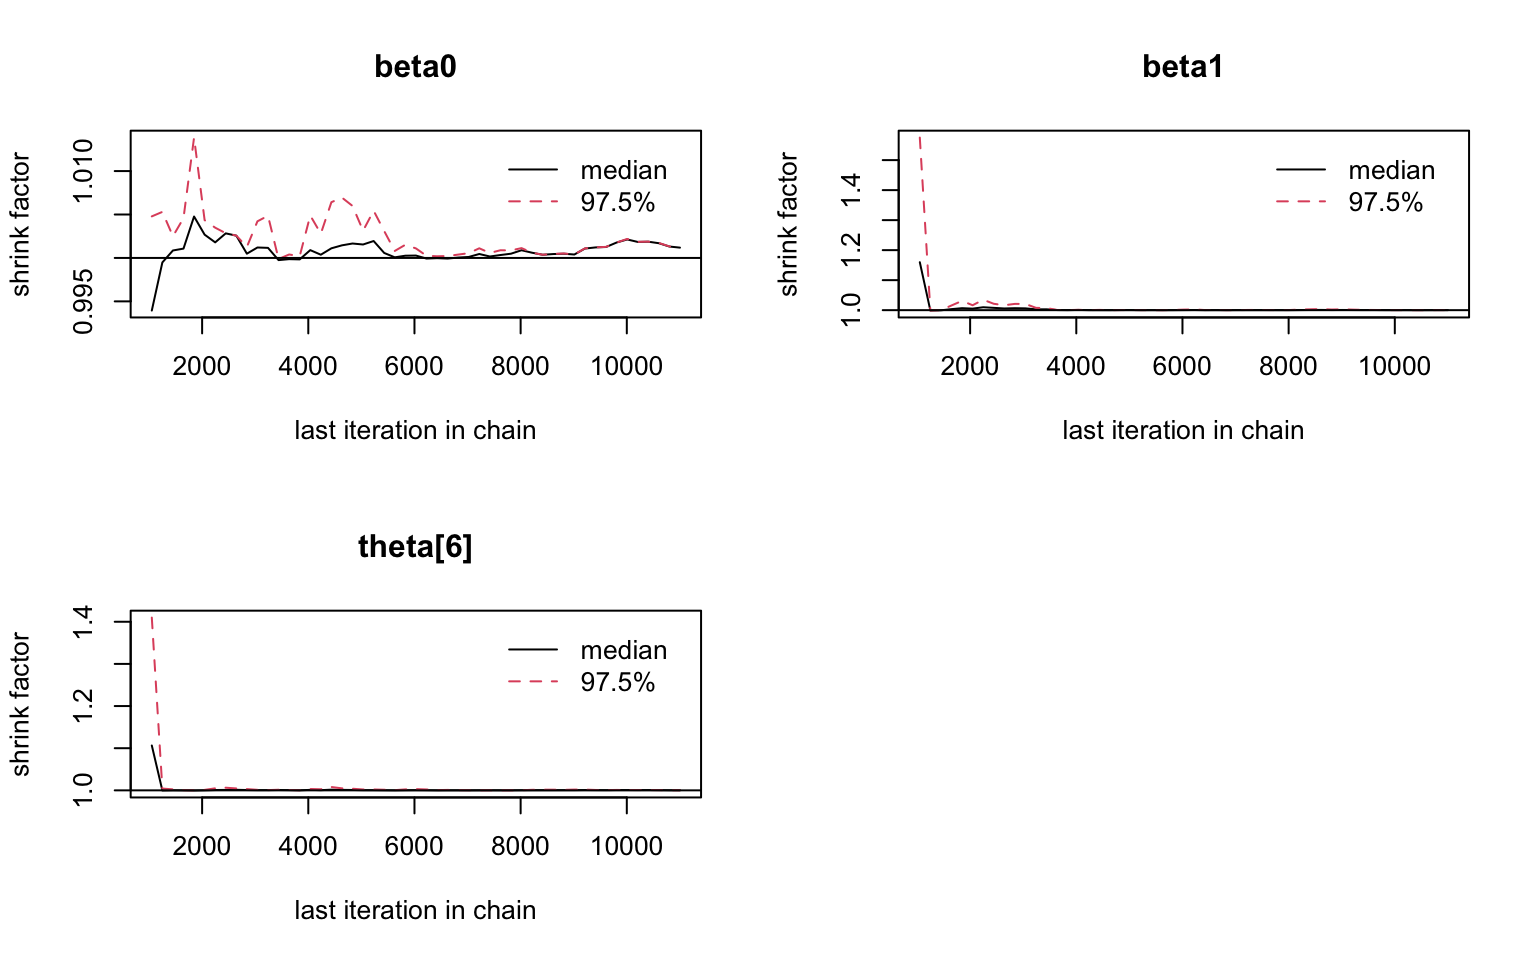 beta0
shrink factor
1.010
0.995
median
97.5%
2000 4000 6000 8000 10000
last iteration in chain
beta1
shrink factor
1.4
1.2
1.0
median
97.5%
2000 4000 6000 8000 10000
last iteration in chain
theta[6]
shrink factor
1.4
1.2
1.0
median
97.5%
2000 4000 6000 8000 10000
last iteration in chain